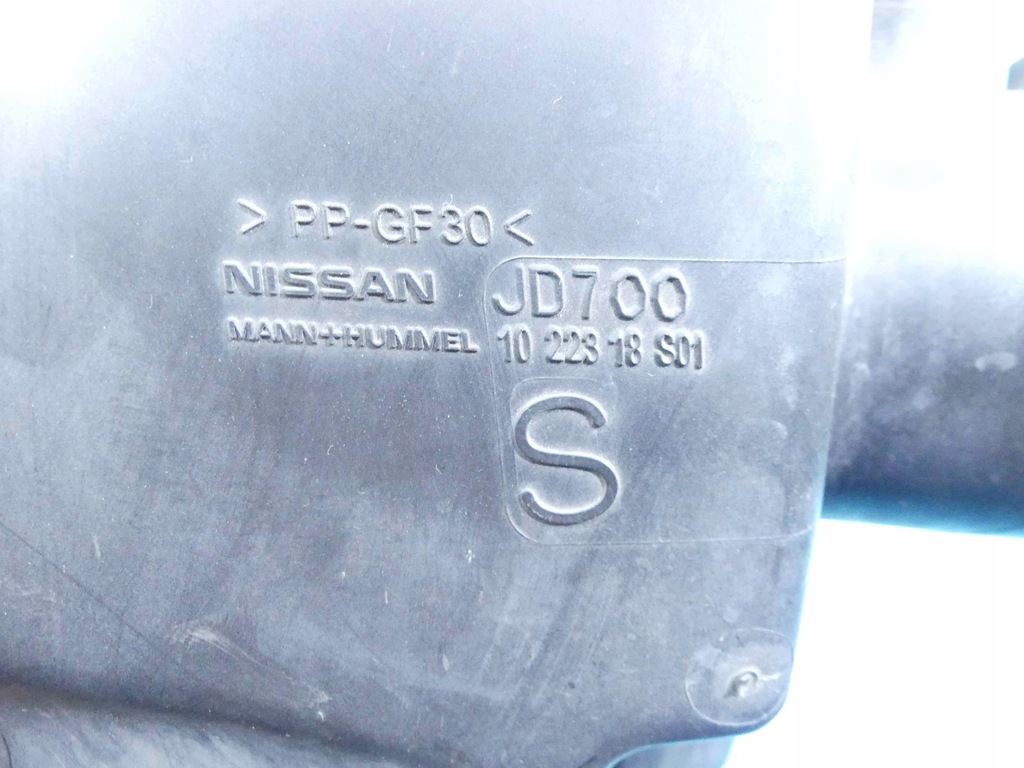 > PP-GF30 <
NISSAN JD700
MANN+HUMMEL 10 223 18 S01
S